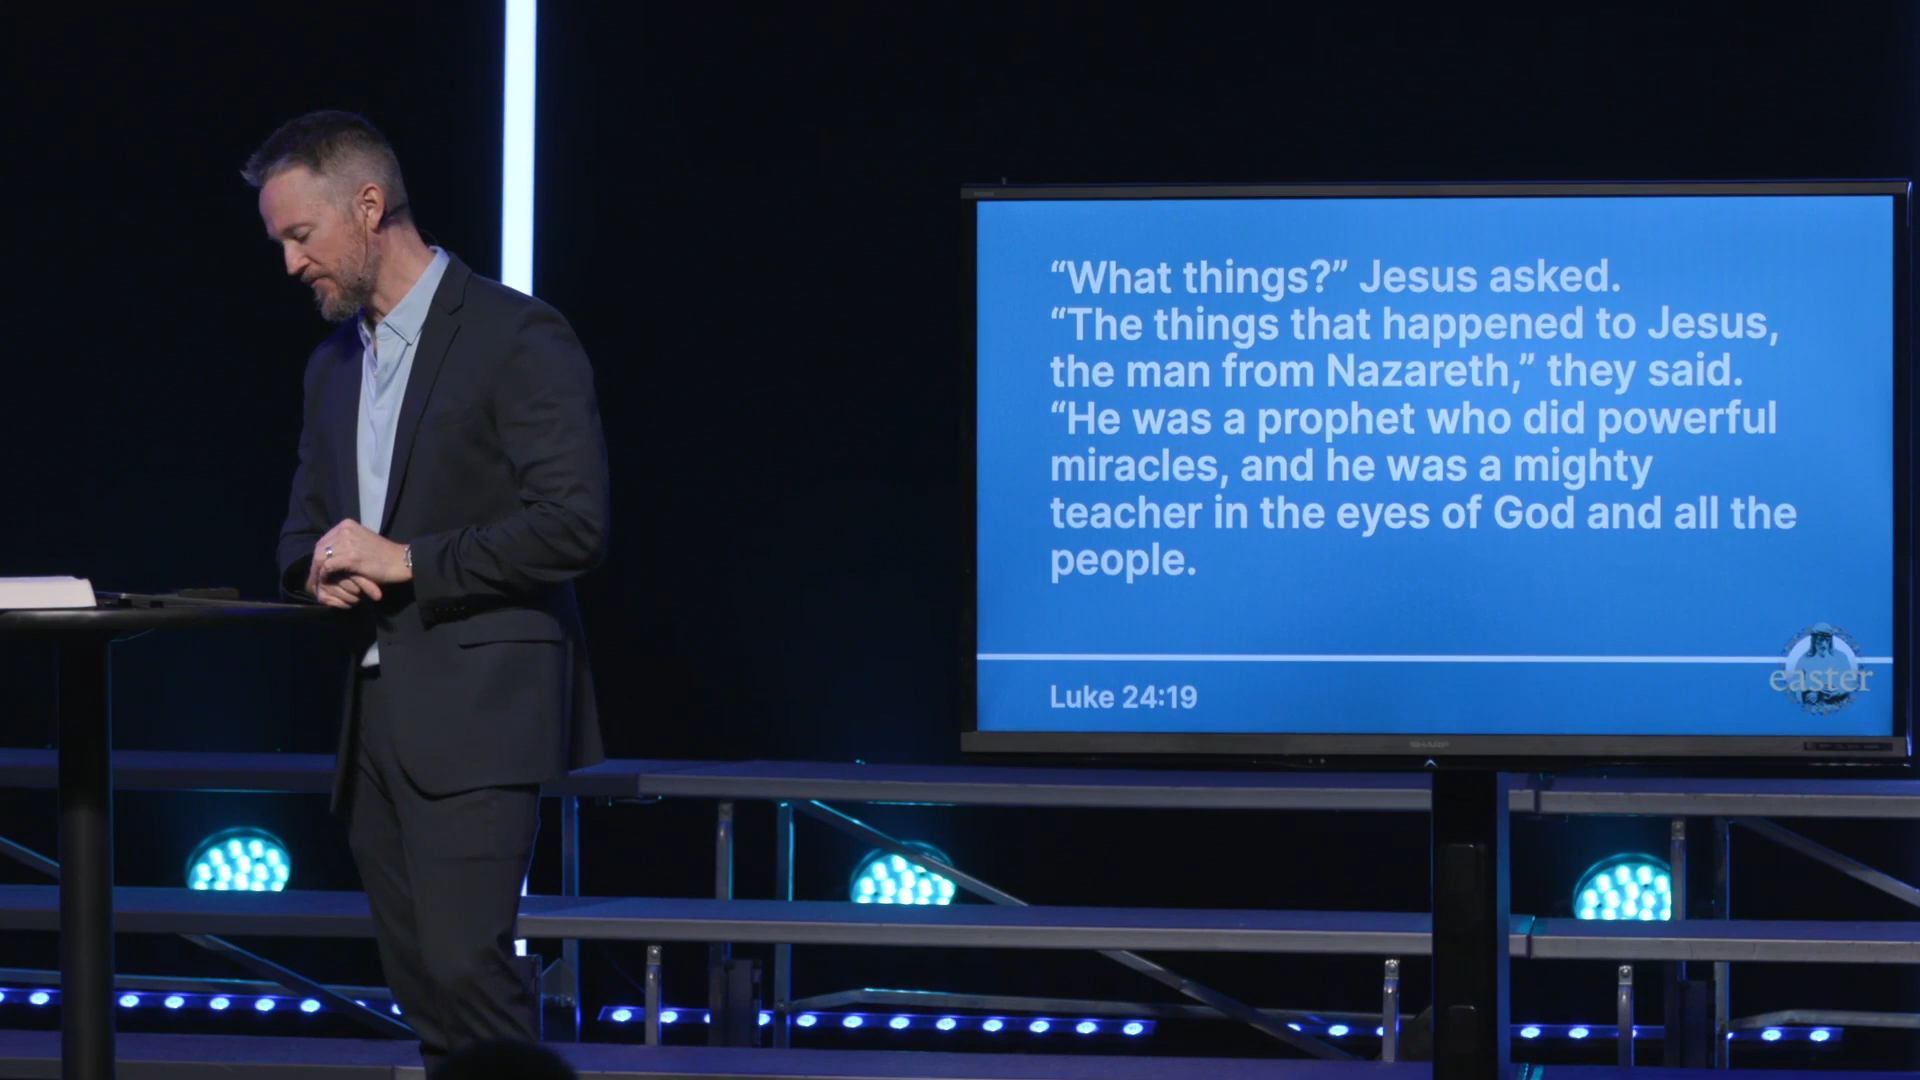 “What things?” Jesus asked.
“The things that happened to Jesus,
the man from Nazareth,” they said.
“He was a prophet who did powerful
miracles, and he was a mighty
teacher in the eyes of God and all the
people.
Luke 24:19
easter
SHARP